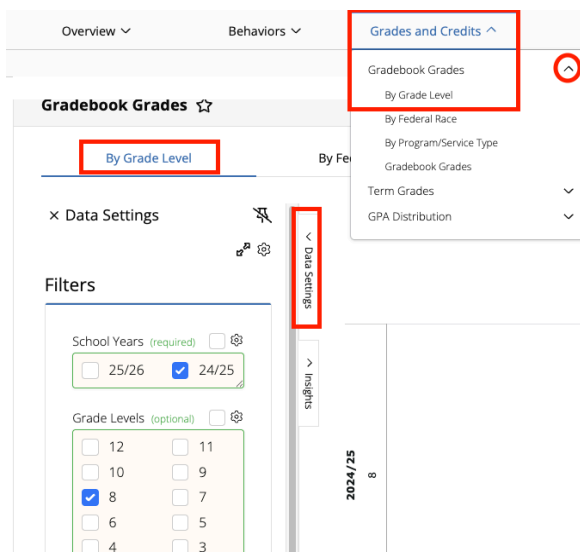 Overview
Behaviors
Grades and Credits
Gradebook Grades
By Grade Level
By Federal Race
By Program/Service Type
Gradebook Grades
Term Grades
GPA Distribution
Gradebook Grades
By Grade Level
By Fe
Data Settings
Filters
School Years (required)
25/26
24/25
Grade Levels (optional)
12
11
10
9
8
7
6
5
4
3
Data Settings
Insights
2024/25
8